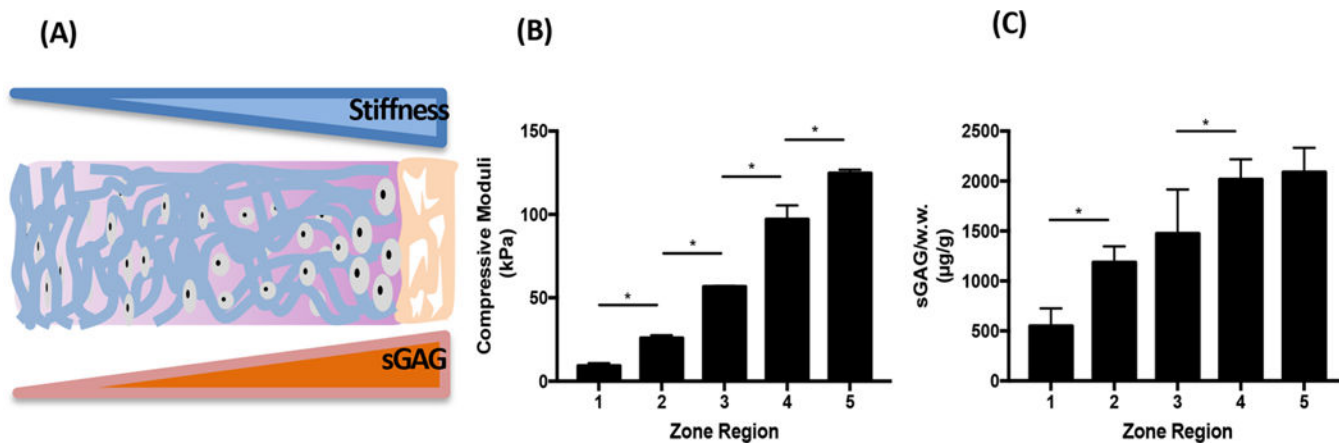 (A)
Stiffness
sGAG
(B)
Compressive Moduli
(kPa)
150
100
50
0
*
*
*
*
1 2 3 4 5
Zone Region
(C)
sGAG/w.w.
(µg/g)
2500
2000
1500
1000
500
0
*
*
1 2 3 4 5
Zone Region